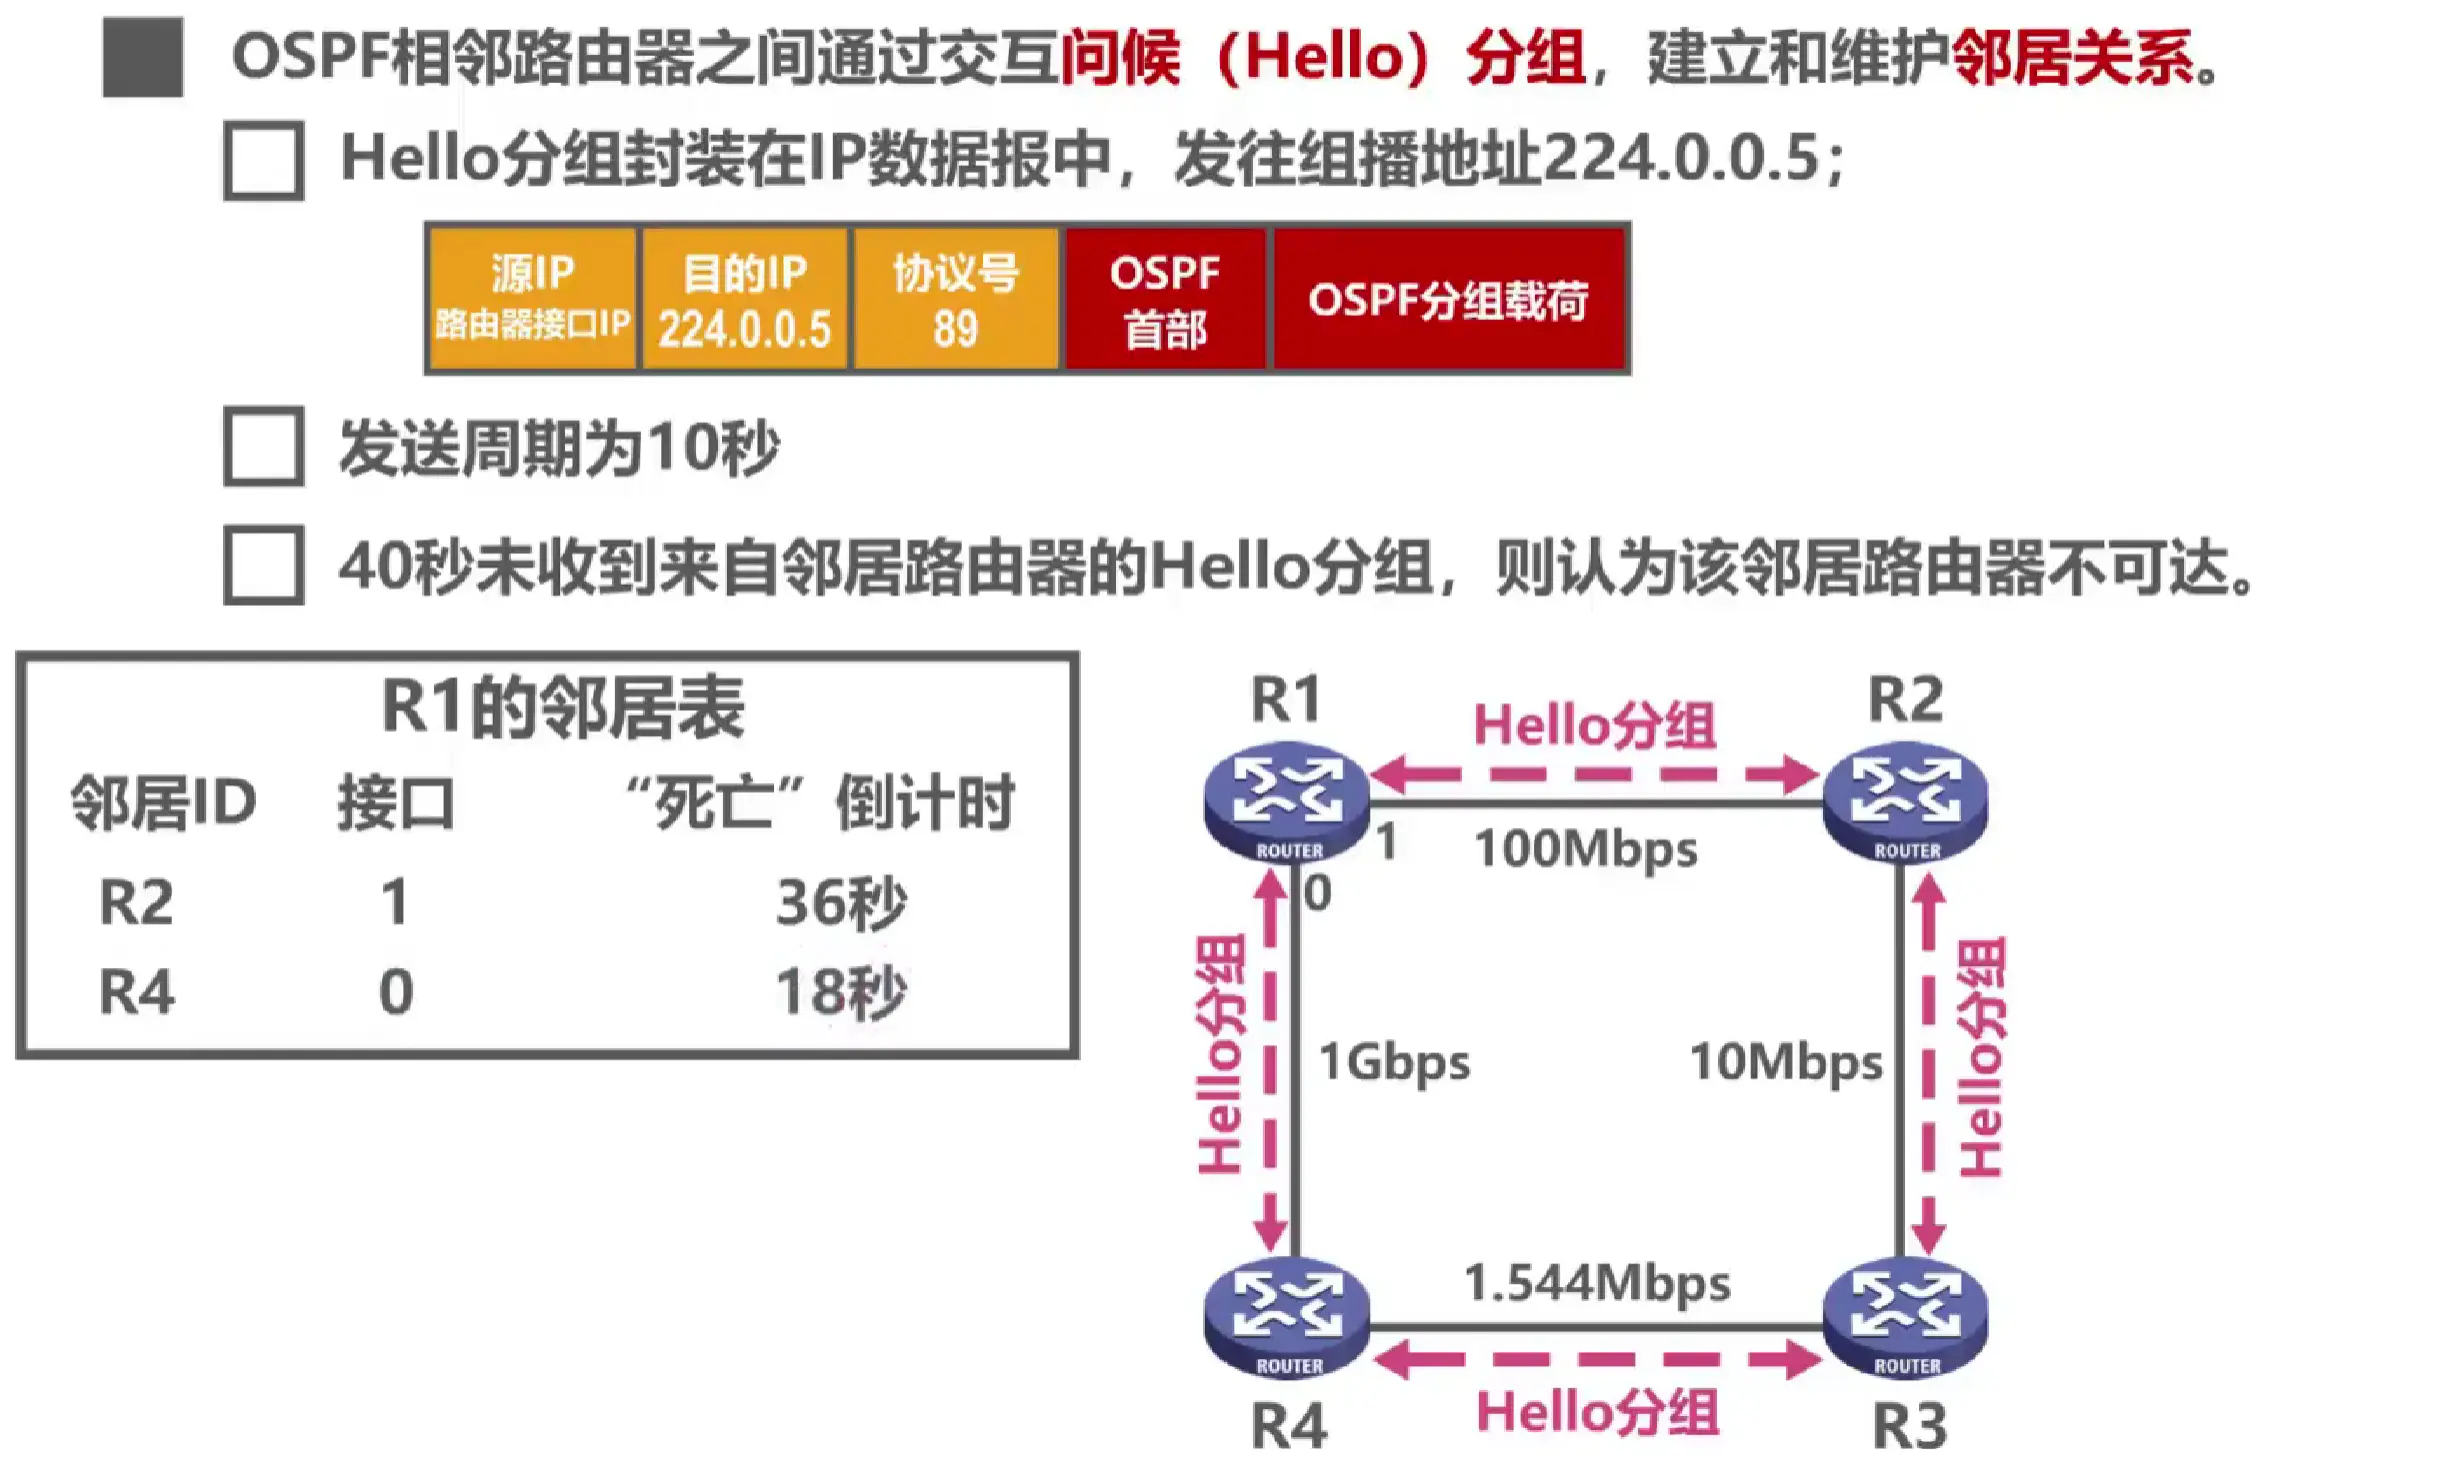 OSPF相邻路由器之间通过交互问候（Hello）分组，建立和维护邻居关系。
Hello分组封装在IP数据报中，发往组播地址224.0.0.5；
源IP
路由器接口IP
目的IP
224.0.0.5
协议号
89
OSPF
首部
OSPF分组载荷
发送周期为10秒
40秒未收到来自邻居路由器的Hello分组，则认为该邻居路由器不可达。
R1的邻居表
邻居ID 接口 “死亡”倒计时
R2 1 36秒
R4 0 18秒
R1
R2
Hello分组
ROUTER
1
100Mbps
ROUTER
0
Hello分组
1Gbps
10Mbps
Hello分组
1.544Mbps
ROUTER
ROUTER
Hello分组
R4
R3